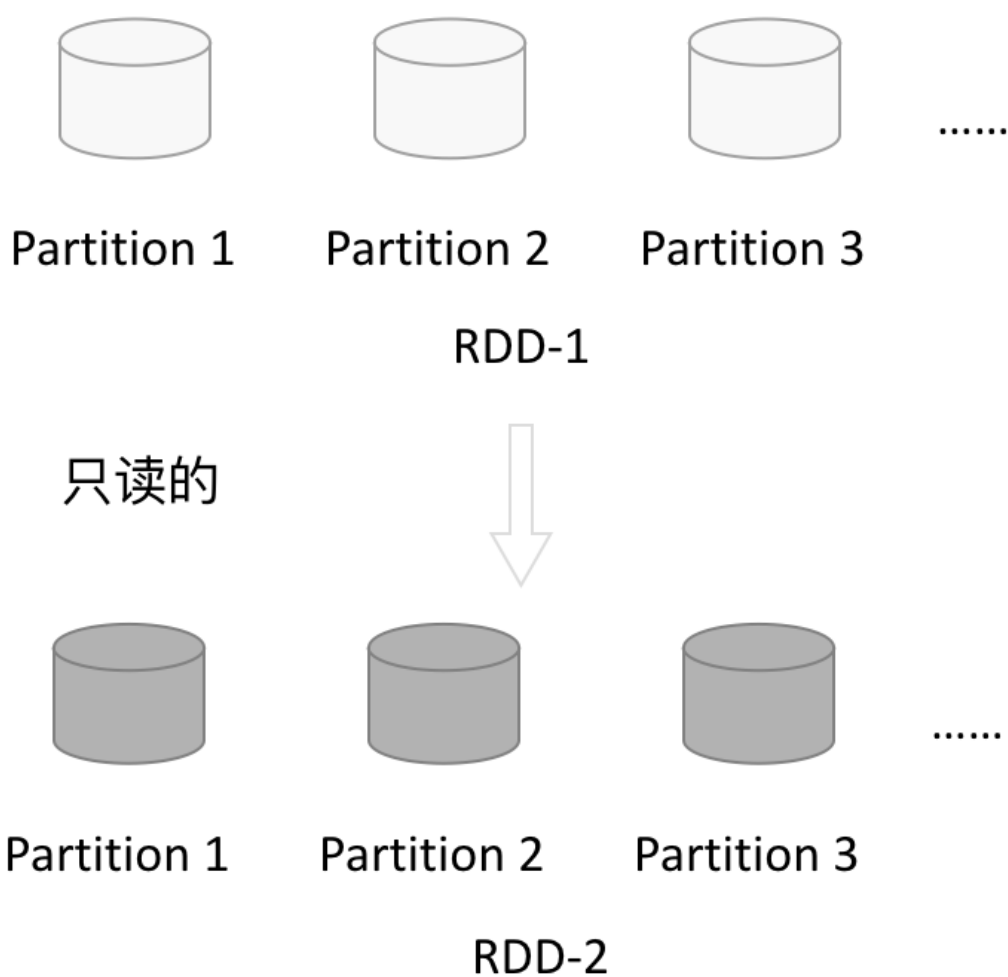 ......
Partition 1 Partition 2 Partition 3
RDD-1
只读的
......
Partition 1 Partition 2 Partition 3
RDD-2